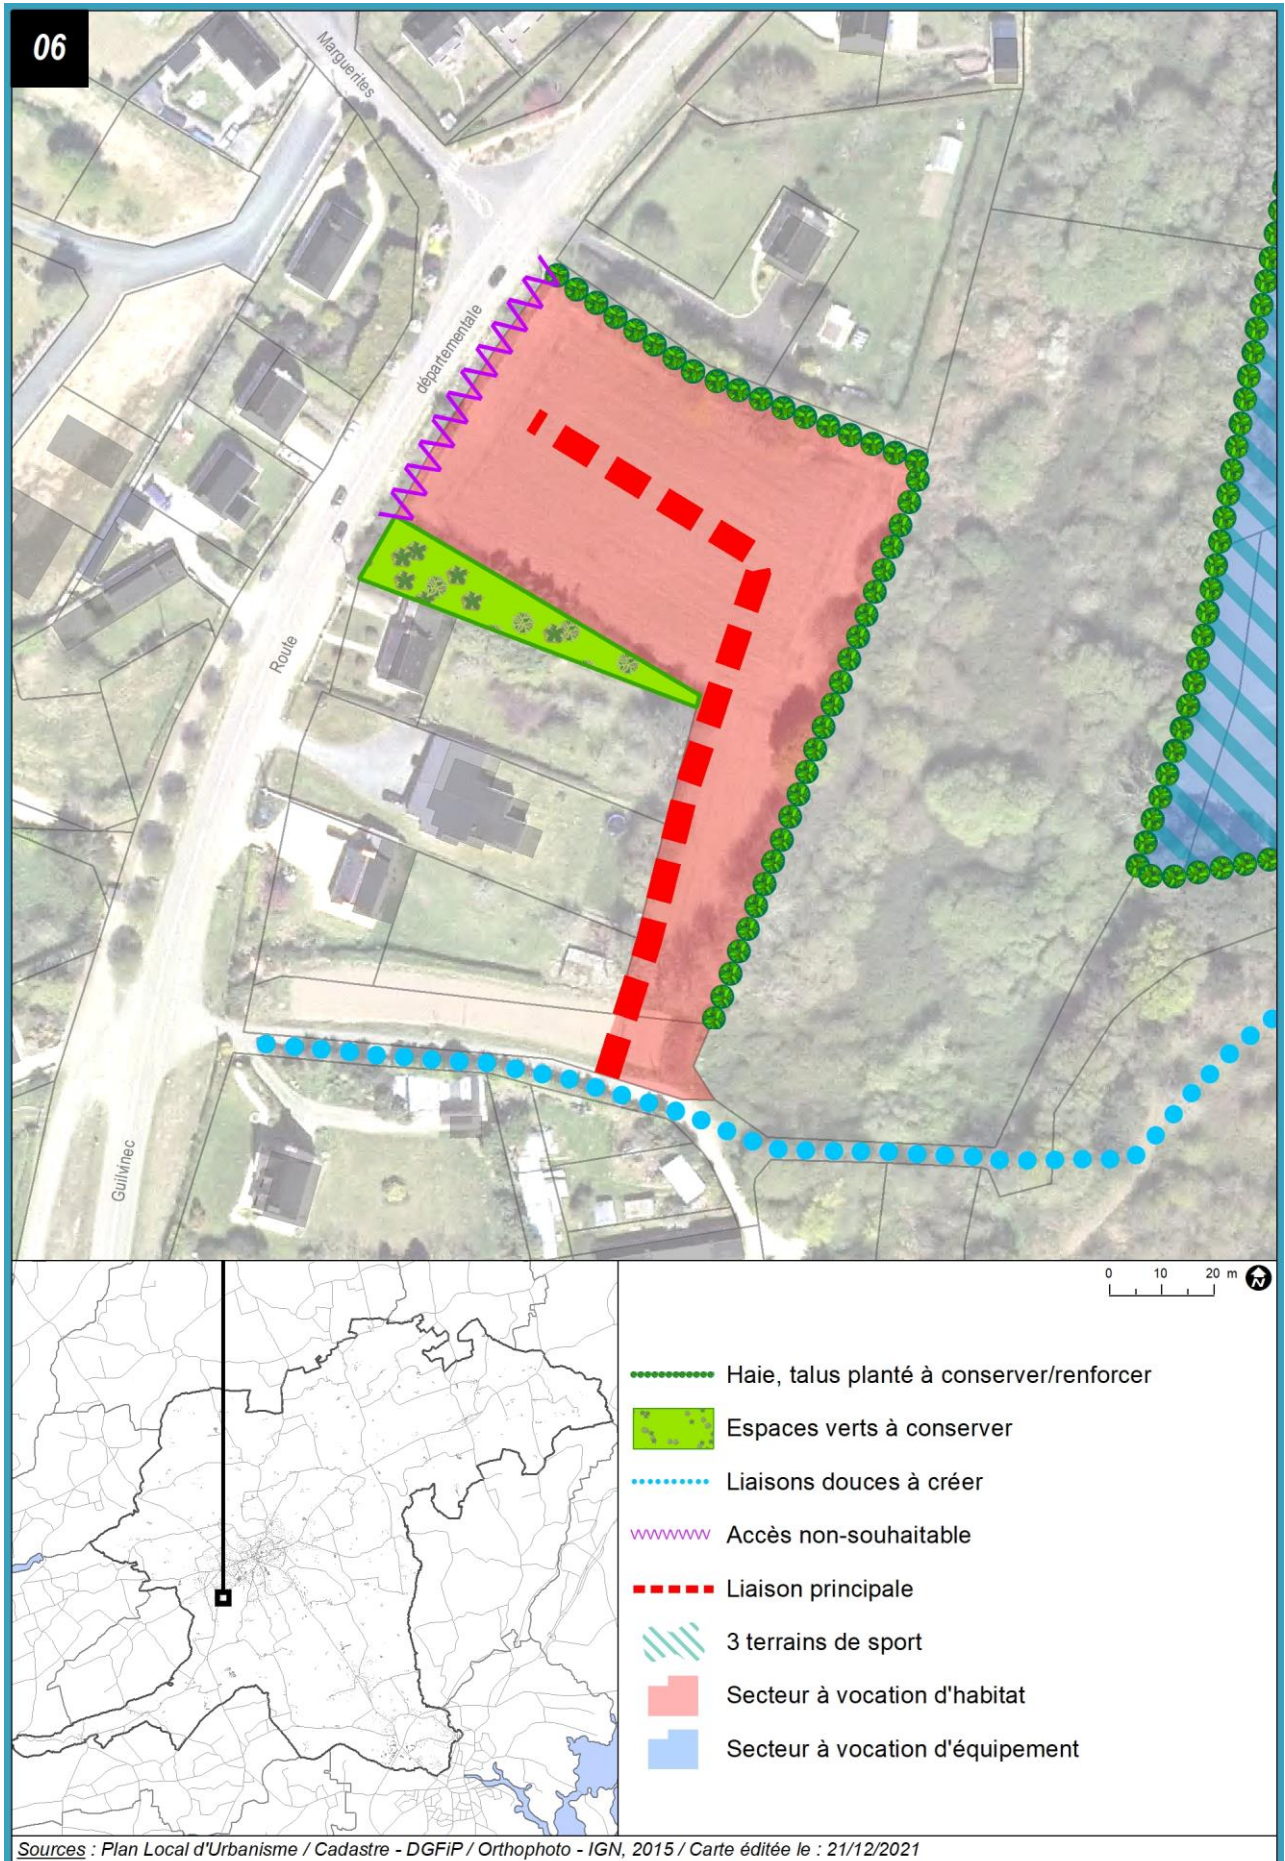 06
Marguerites
départementale
Route
Guilvinec
0 10 20 m
N
Haie, talus planté à conserver/renforcer
Espaces verts à conserver
Liaisons douces à créer
Accès non-souhaitable
Liaison principale
3 terrains de sport
Secteur à vocation d'habitat
Secteur à vocation d'équipement
Sources : Plan Local d'Urbanisme / Cadastre - DGFiP / Orthophoto - IGN, 2015 / Carte éditée le : 21/12/2021